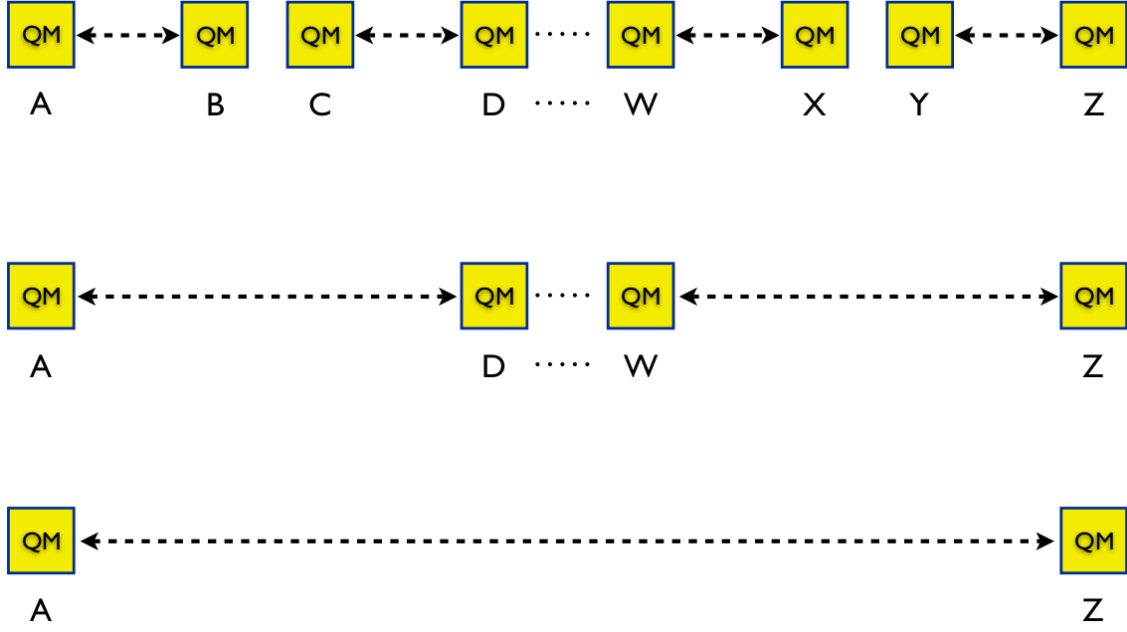 QM QM QM QM ..... QM QM QM QM
A B C D ..... W X Y Z
QM QM ..... QM QM
A D ..... W Z
QM QM
A Z